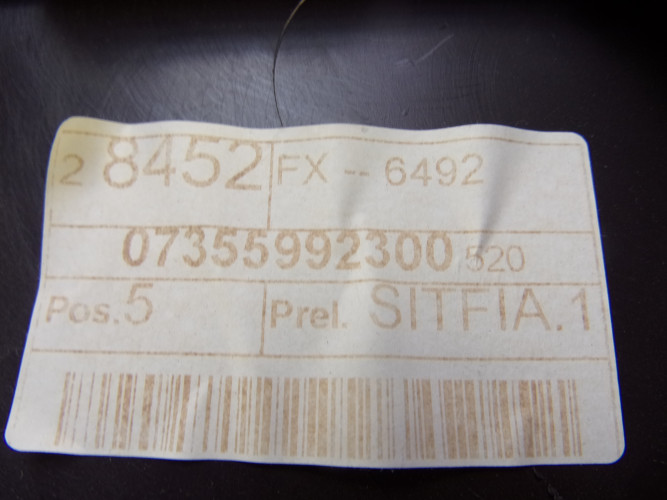 2 8452 FX -- 6492
07355992300 520
Pos.5 Prel. SITFIA.1